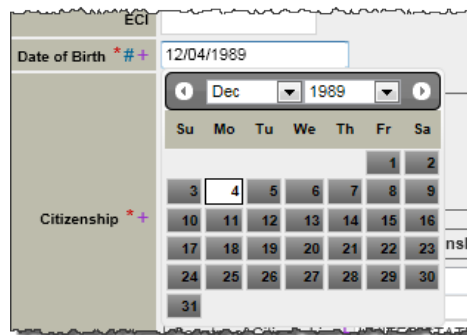 ECI
Date of Birth *#+ 12/04/1989
Dec 1989
Su Mo Tu We Th Fr Sa
1 2
3 4 5 6 7 8 9
Citizenship *+
10 11 12 13 14 15 16
17 18 19 20 21 22 23
24 25 26 27 28 29 30
31